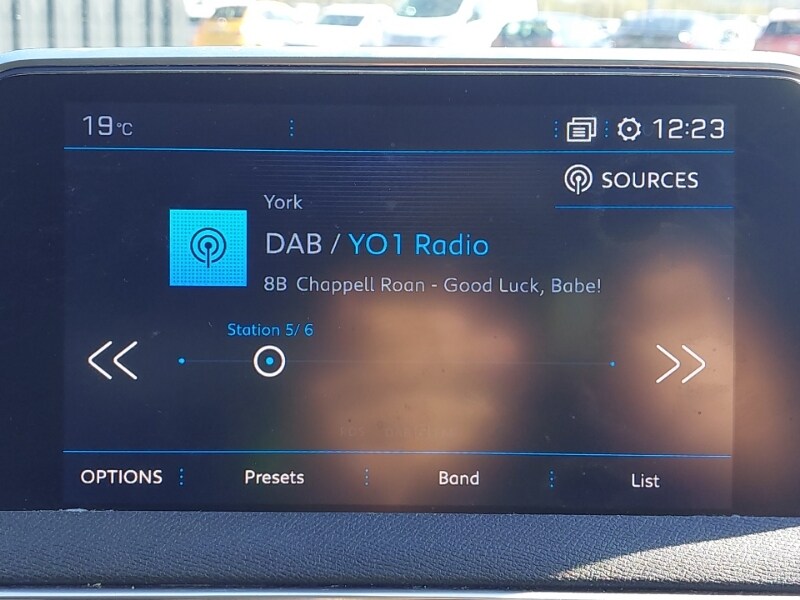 19°C
12:23
SOURCES
York
DAB / YO1 Radio
8B Chappell Roan - Good Luck, Babe!
Station 5/ 6
OPTIONS
Presets
Band
List